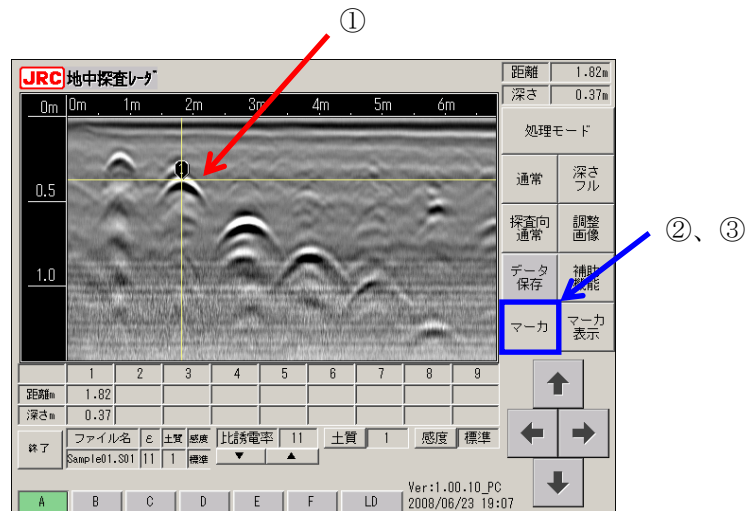 ①
JRC 地中探査レーダ
距離 1.82m
深さ 0.37m
0m 0m 1m 2m 3m 4m 5m 6m
0.5
1.0
1
処理モード
通常 深さフル
探査向通常 調整画像
データ保存 補助機能
マーカ マーカ表示
②、③
1 2 3 4 5 6 7 8 9
距離m 1.82
深さm 0.37
終了 ファイル名 ε 土質 感度 比誘電率 11 土質 1 感度 標準
Sample01.S01 11 1 標準 ▼ ▲
A B C D E F LD
Ver:1.00.10_PC
2008/06/23 19:07